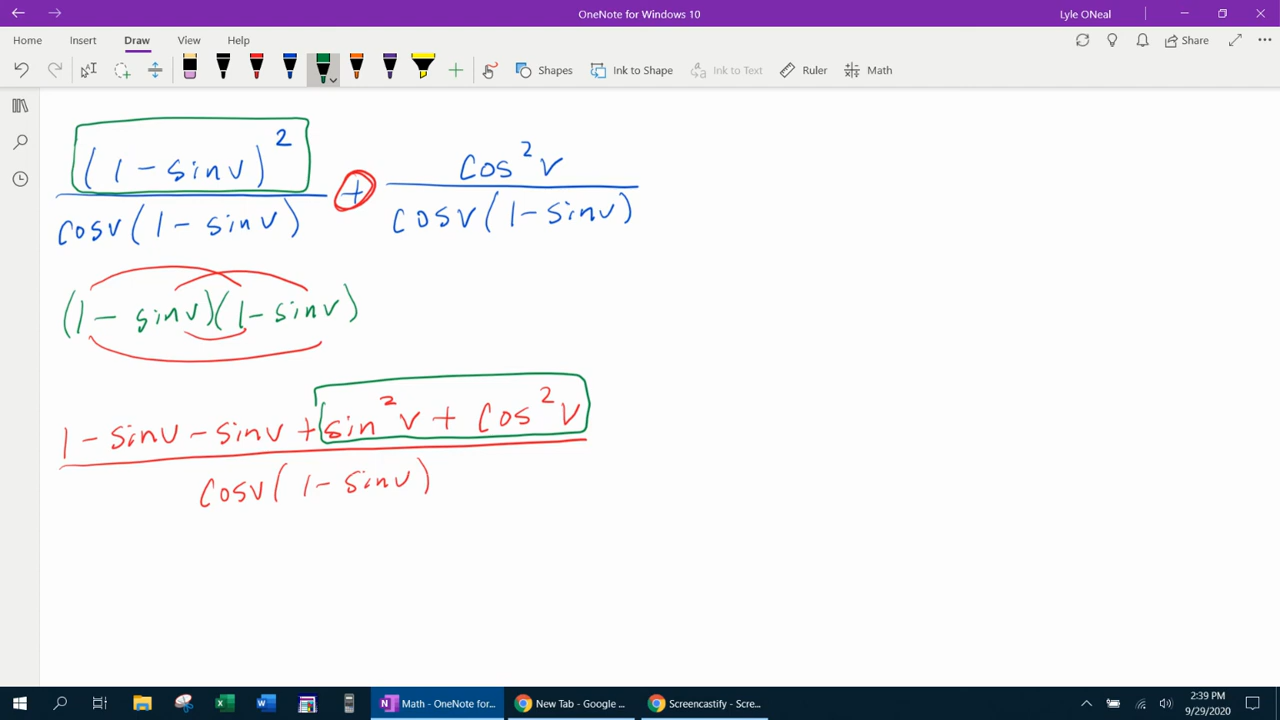 OneNote for Windows 10
Lyle ONeal
Home Insert Draw View Help
Share
Shapes Ink to Shape Ink to Text Ruler Math
(1 - sinv)² / cosv(1 - sinv) + cos²v / cosv(1 - sinv)
(1 - sinv)(1 - sinv)
1 - sinv - sinv + sin²v + cos²v
cosv(1 - sinv)
Math - OneNote for... New Tab - Google ... Screencastify - Scre... 2:39 PM
9/29/2020